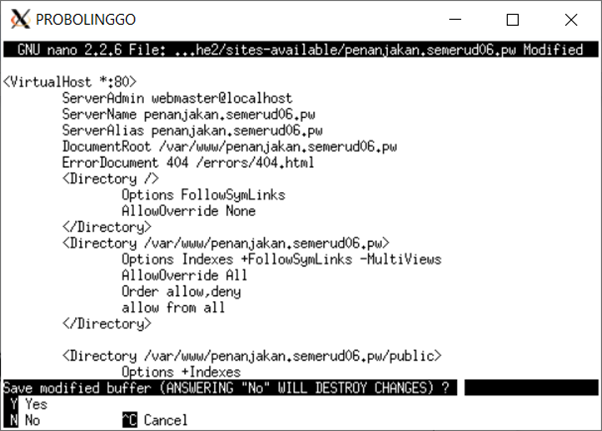 PROBOLINGGO
GNU nano 2.2.6 File: ...he2/sites-available/penanjakan.semerud06.pw Modified
<VirtualHost *:80>
ServerAdmin webmaster@localhost
ServerName penanjakan.semerud06.pw
ServerAlias penanjakan.semerud06.pw
DocumentRoot /var/www/penanjakan.semerud06.pw
ErrorDocument 404 /errors/404.html
<Directory />
Options FollowSymLinks
AllowOverride None
</Directory>
<Directory /var/www/penanjakan.semerud06.pw>
Options Indexes +FollowSymLinks -MultiViews
AllowOverride All
Order allow,deny
allow from all
</Directory>
<Directory /var/www/penanjakan.semerud06.pw/public>
Options +Indexes
Save modified buffer (ANSWERING "No" WILL DESTROY CHANGES) ?
Y Yes
N No ^C Cancel